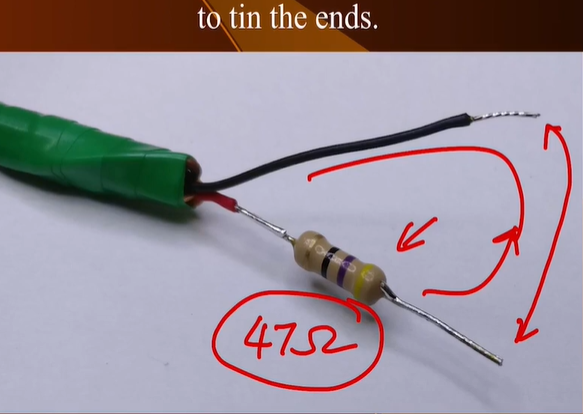 to tin the ends.
47Ω